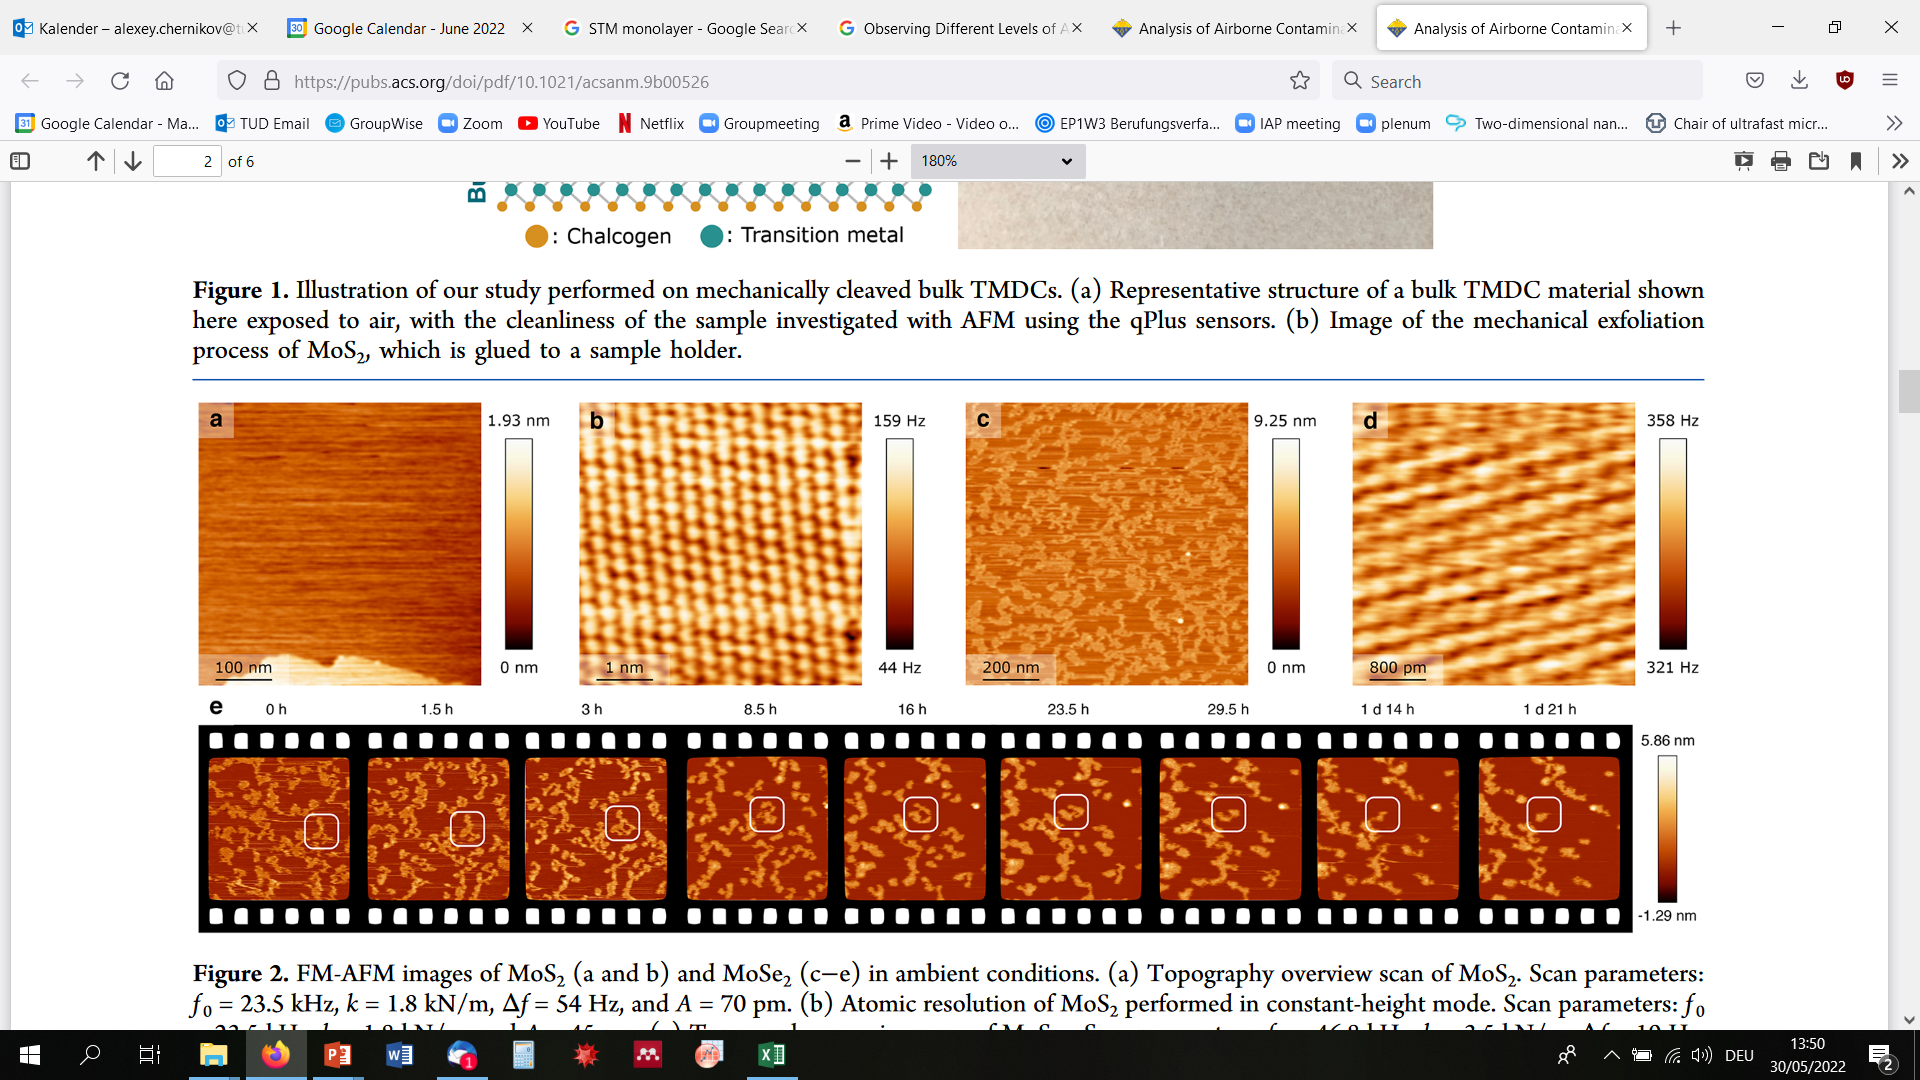 Kalender – alexey.chernikov@t
Google Calendar - June 2022
STM monolayer - Google Sear
Observing Different Levels of A
Analysis of Airborne Contamin
Analysis of Airborne Contamina
https://pubs.acs.org/doi/pdf/10.1021/acsanm.9b00526
Search
Google Calendar - Ma...
TUD Email
GroupWise
Zoom
YouTube
Netflix
Groupmeeting
Prime Video - Video o...
EP1W3 Berufungsverfa...
IAP meeting
plenum
Two-dimensional nan...
Chair of ultrafast micr...
2 of 6
180%
: Chalcogen : Transition metal
Figure 1. Illustration of our study performed on mechanically cleaved bulk TMDCs. (a) Representative structure of a bulk TMDC material shown
here exposed to air, with the cleanliness of the sample investigated with AFM using the qPlus sensors. (b) Image of the mechanical exfoliation
process of MoS₂, which is glued to a sample holder.
a
1.93 nm
100 nm
0 nm
b
159 Hz
1 nm
44 Hz
c
9.25 nm
200 nm
0 nm
d
358 Hz
800 pm
321 Hz
e 0 h 1.5 h 3 h 8.5 h 16 h 23.5 h 29.5 h 1 d 14 h 1 d 21 h
5.86 nm
-1.29 nm
Figure 2. FM-AFM images of MoS₂ (a and b) and MoSe₂ (c−e) in ambient conditions. (a) Topography overview scan of MoS₂. Scan parameters:
f₀ = 23.5 kHz, k = 1.8 kN/m, Δf = 54 Hz, and A = 70 pm. (b) Atomic resolution of MoS₂ performed in constant-height mode. Scan parameters: f₀
DEU
13:50
30/05/2022
2